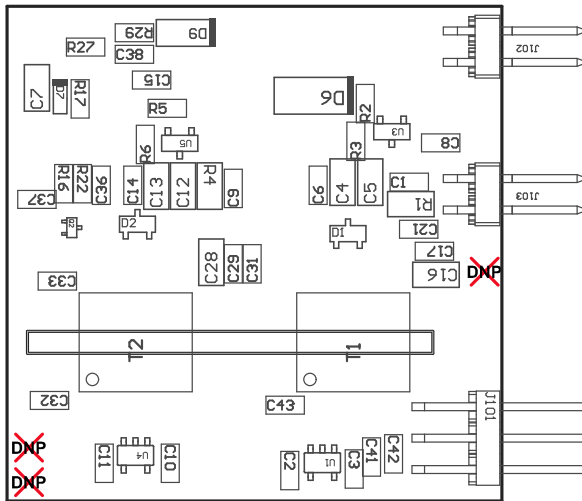 R29
D9
R27
C38
J102
C15
C7
D7
R17
D6
R5
R2
U3
U5
R6
R3
C8
R16
R22
C36
C14
C13
C12
R4
C9
C6
C4
C5
C1
R1
J103
C37
Q2
D2
D1
C21
C17
C28
C29
C31
C16
DNP
C33
T2
T1
C32
C43
J101
DNP
C11
U4
C10
C2
U1
C3
C41
C42
DNP